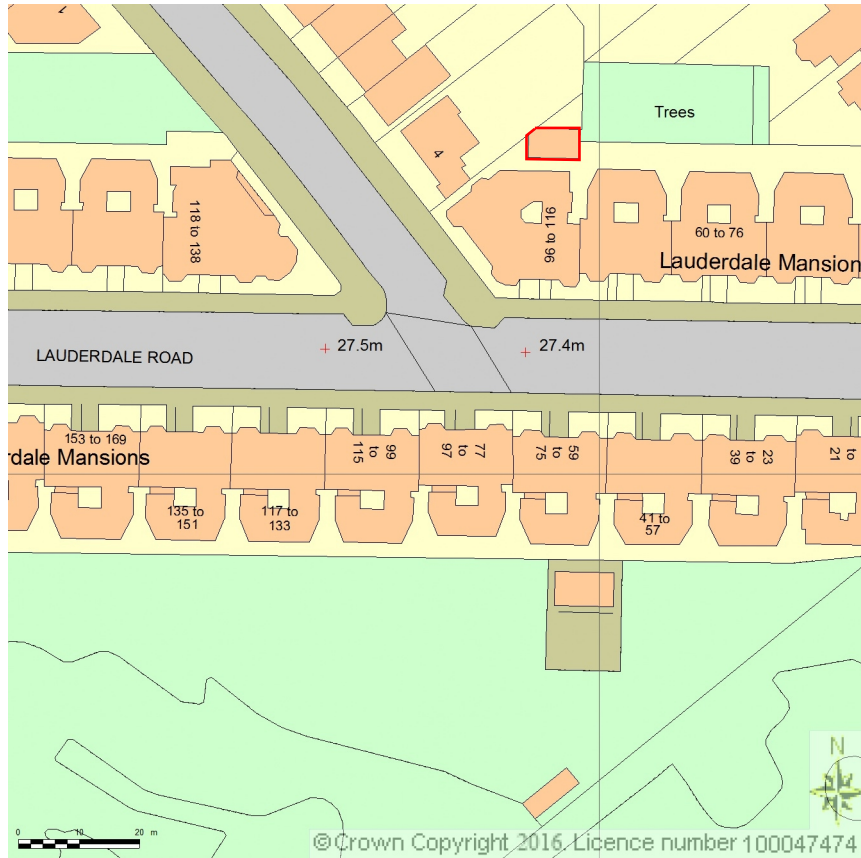 Trees
4
118 to
138
96 to 116
60 to 76
Lauderdale Mansion
27.5m
27.4m
LAUDERDALE ROAD
153 to 169
rdale Mansions
99
to
115
77
to
97
59
to
75
23
to
39
21 to
135 to
151
117 to
133
41 to
57
N
0 10 20 m
©Crown Copyright 2016. Licence number 100047474